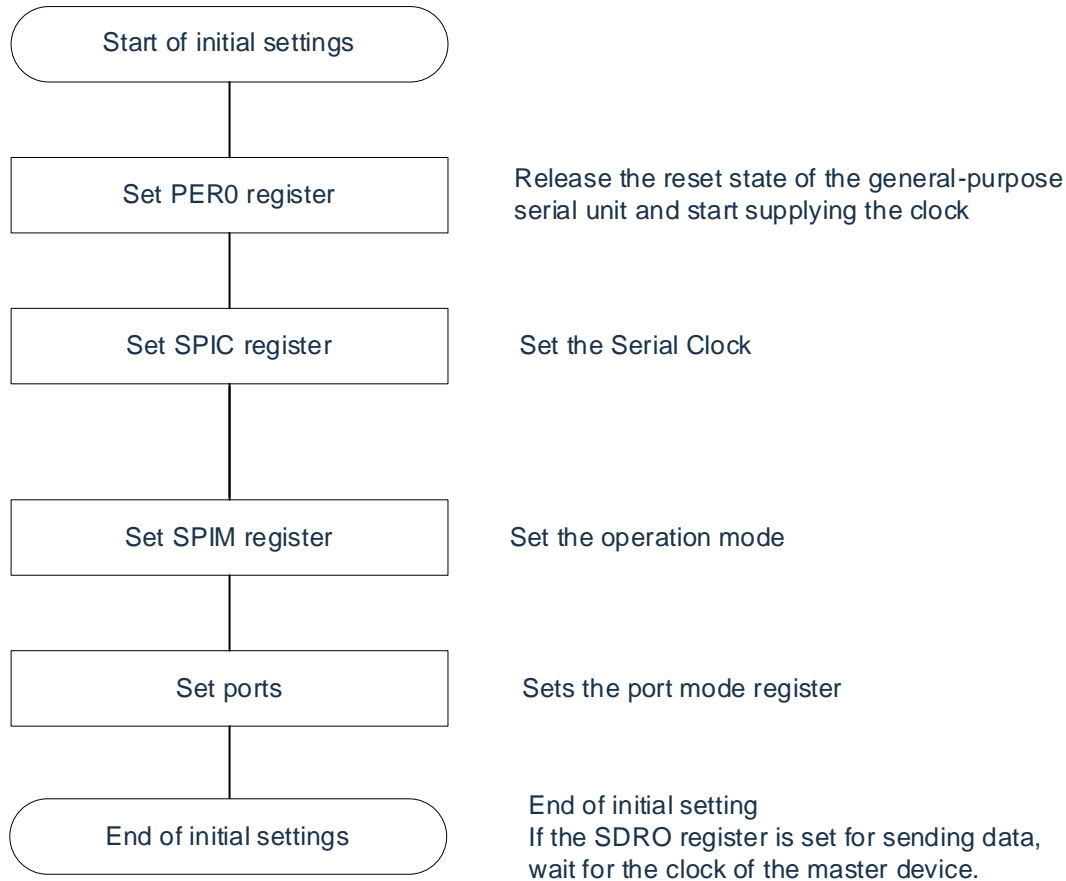 Start of initial settings
Set PER0 register
Release the reset state of the general-purpose
serial unit and start supplying the clock
Set SPIC register
Set the Serial Clock
Set SPIM register
Set the operation mode
Set ports
Sets the port mode register
End of initial settings
End of initial setting
If the SDRO register is set for sending data,
wait for the clock of the master device.